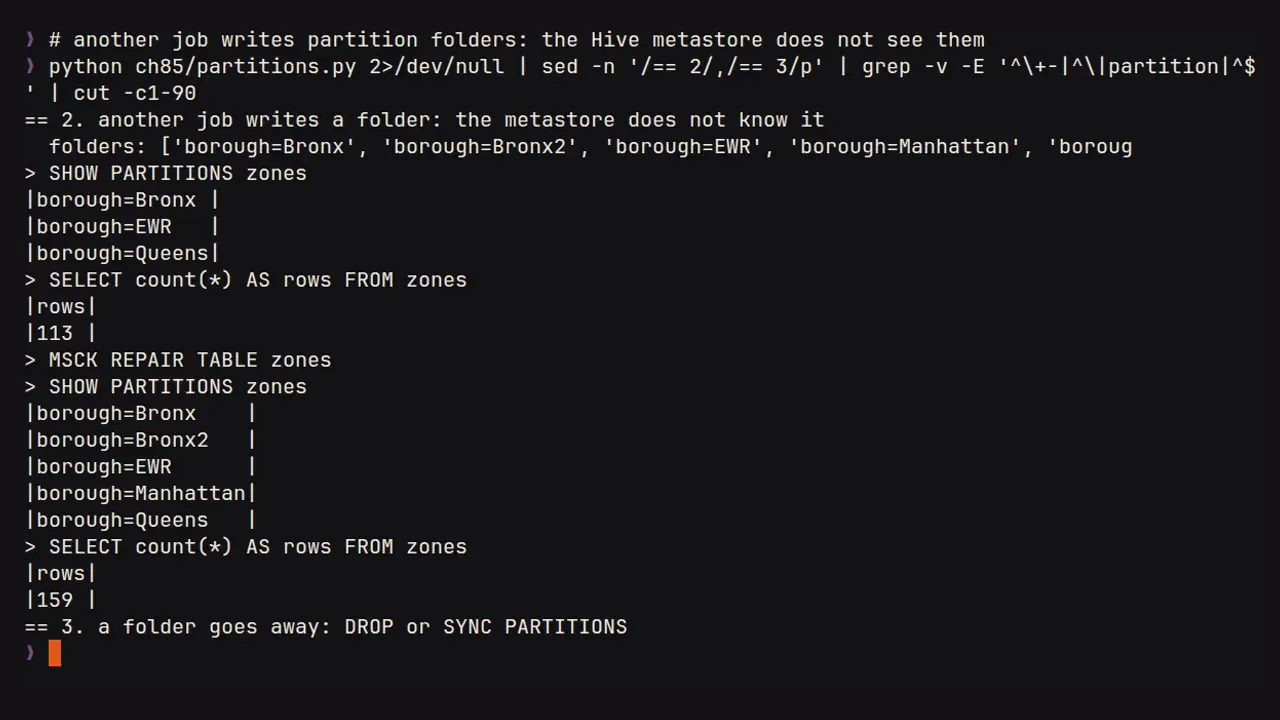 ❯ # another job writes partition folders: the Hive metastore does not see them
❯ python ch85/partitions.py 2>/dev/null | sed -n '/== 2/,/== 3/p' | grep -v -E '^\+-|^\|partition|^$
' | cut -c1-90
== 2. another job writes a folder: the metastore does not know it
  folders: ['borough=Bronx', 'borough=Bronx2', 'borough=EWR', 'borough=Manhattan', 'boroug
> SHOW PARTITIONS zones
|borough=Bronx |
|borough=EWR   |
|borough=Queens|
> SELECT count(*) AS rows FROM zones
|rows|
|113 |
> MSCK REPAIR TABLE zones
> SHOW PARTITIONS zones
|borough=Bronx    |
|borough=Bronx2   |
|borough=EWR      |
|borough=Manhattan|
|borough=Queens   |
> SELECT count(*) AS rows FROM zones
|rows|
|159 |
== 3. a folder goes away: DROP or SYNC PARTITIONS
❯